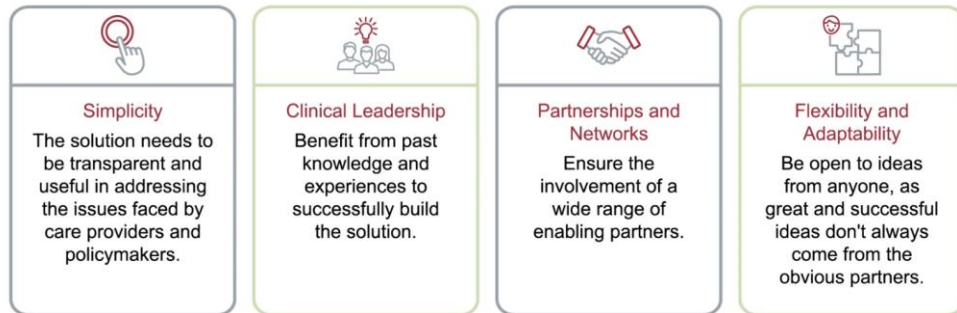 Simplicity
The solution needs to
be transparent and
useful in addressing
the issues faced by
care providers and
policymakers.
Clinical Leadership
Benefit from past
knowledge and
experiences to
successfully build
the solution.
Partnerships and
Networks
Ensure the
involvement of a
wide range of
enabling partners.
Flexibility and
Adaptability
Be open to ideas
from anyone, as
great and successful
ideas don't always
come from the
obvious partners.